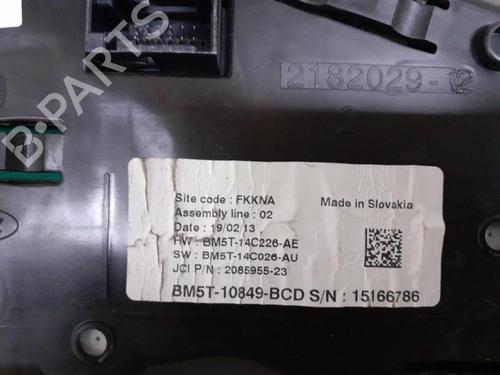 B-PARTS
2182029-12
2
Site code : FKKNA
Made in Slovakia
Assembly line : 02
Date : 19/02/13
HW : BM5T-14C226-AE
SW : BM5T-14C026-AU
JCI P/N : 2085955-23
BM5T-10849-BCD S/N : 15166786